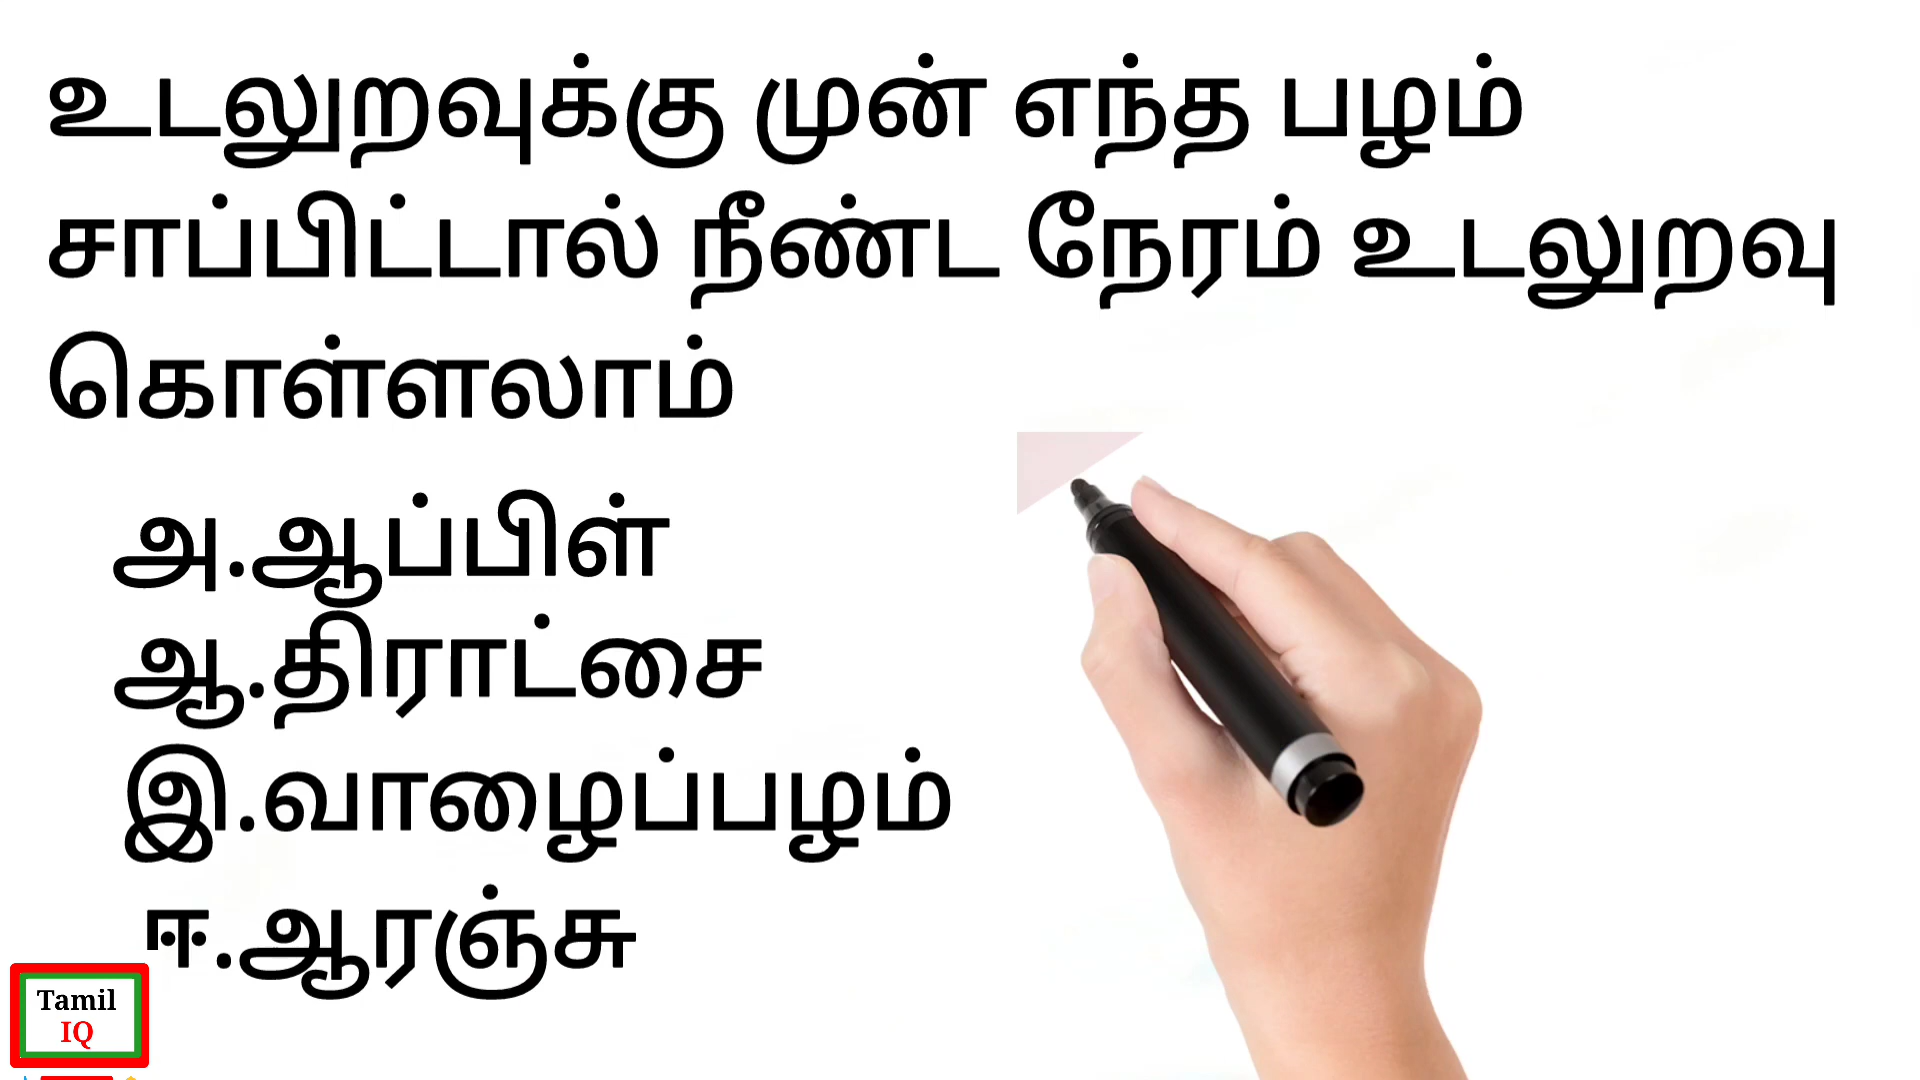 உடலுறவுக்கு முன் எந்த பழம்
சாப்பிட்டால் நீண்ட நேரம் உடலுறவு
கொள்ளலாம்
அ.ஆப்பிள்
ஆ.திராட்சை
இ.வாழைப்பழம்
ஈ.ஆரஞ்சு
Tamil
IQ